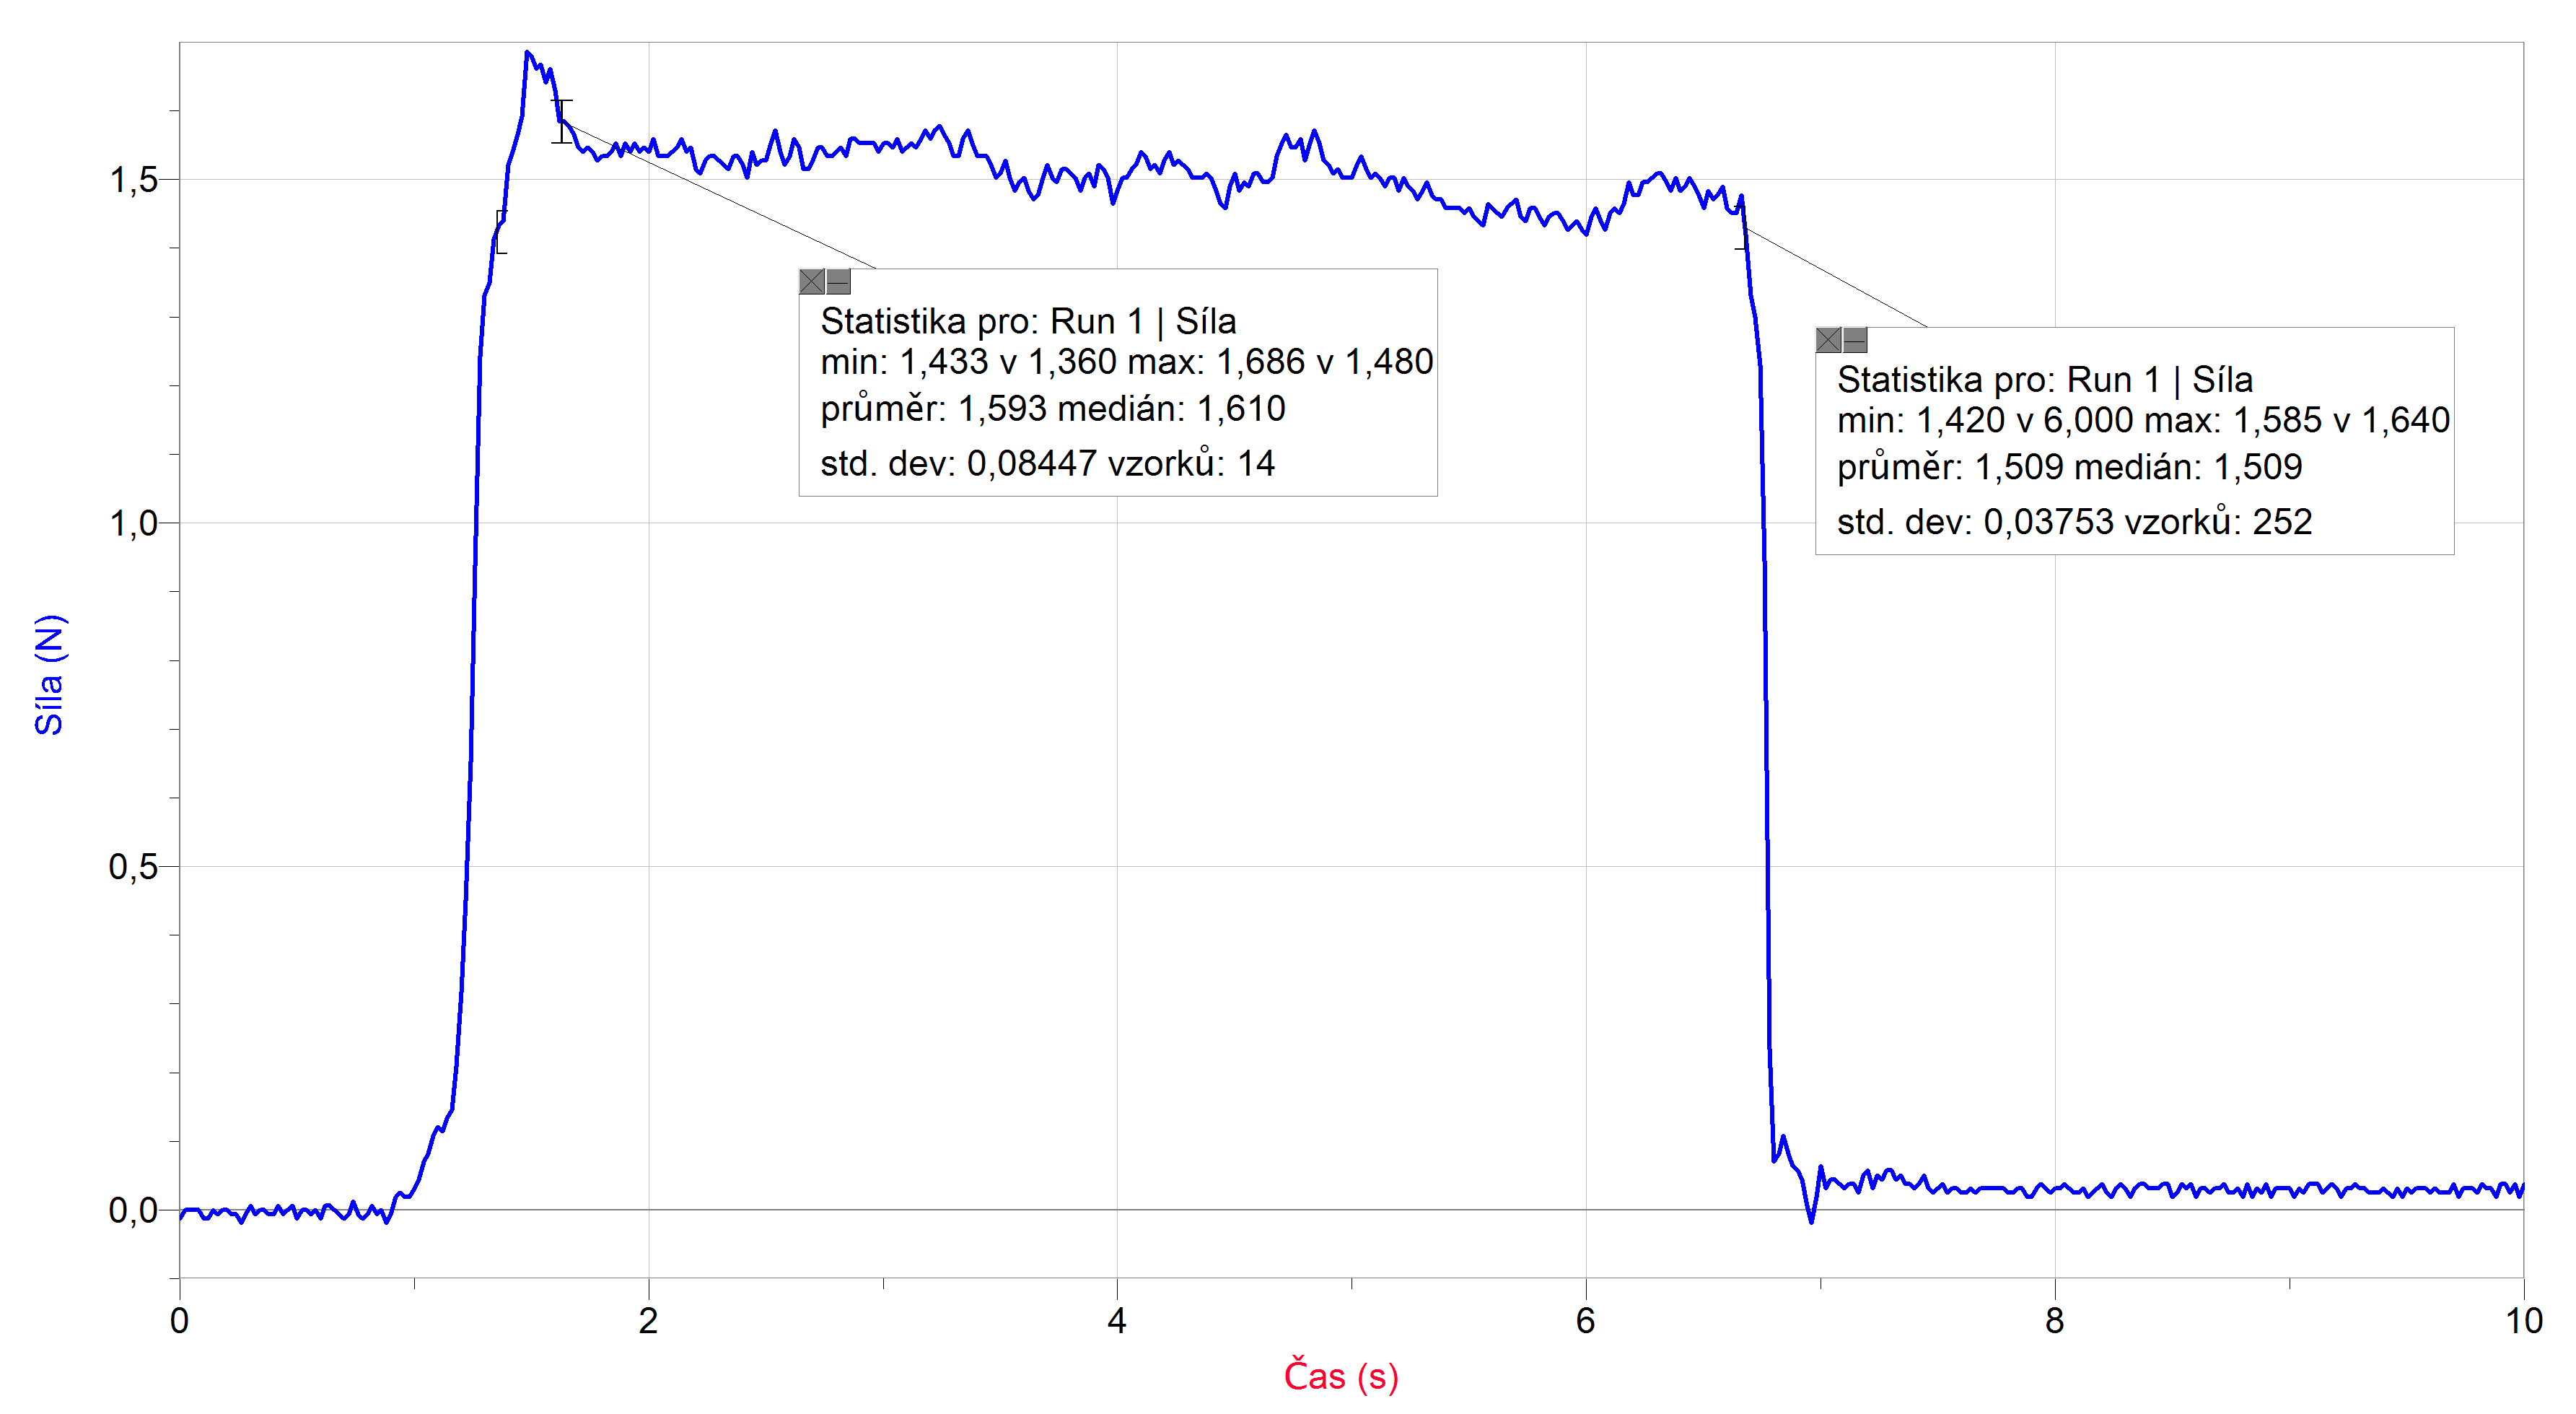 Síla (N)
1,5
1,0
0,5
0,0
Statistika pro: Run 1 | Síla
min: 1,433 v 1,360 max: 1,686 v 1,480
průměr: 1,593 medián: 1,610
std. dev: 0,08447 vzorků: 14
Statistika pro: Run 1 | Síla
min: 1,420 v 6,000 max: 1,585 v 1,640
průměr: 1,509 medián: 1,509
std. dev: 0,03753 vzorků: 252
0 2 4 6 8 10
Čas (s)